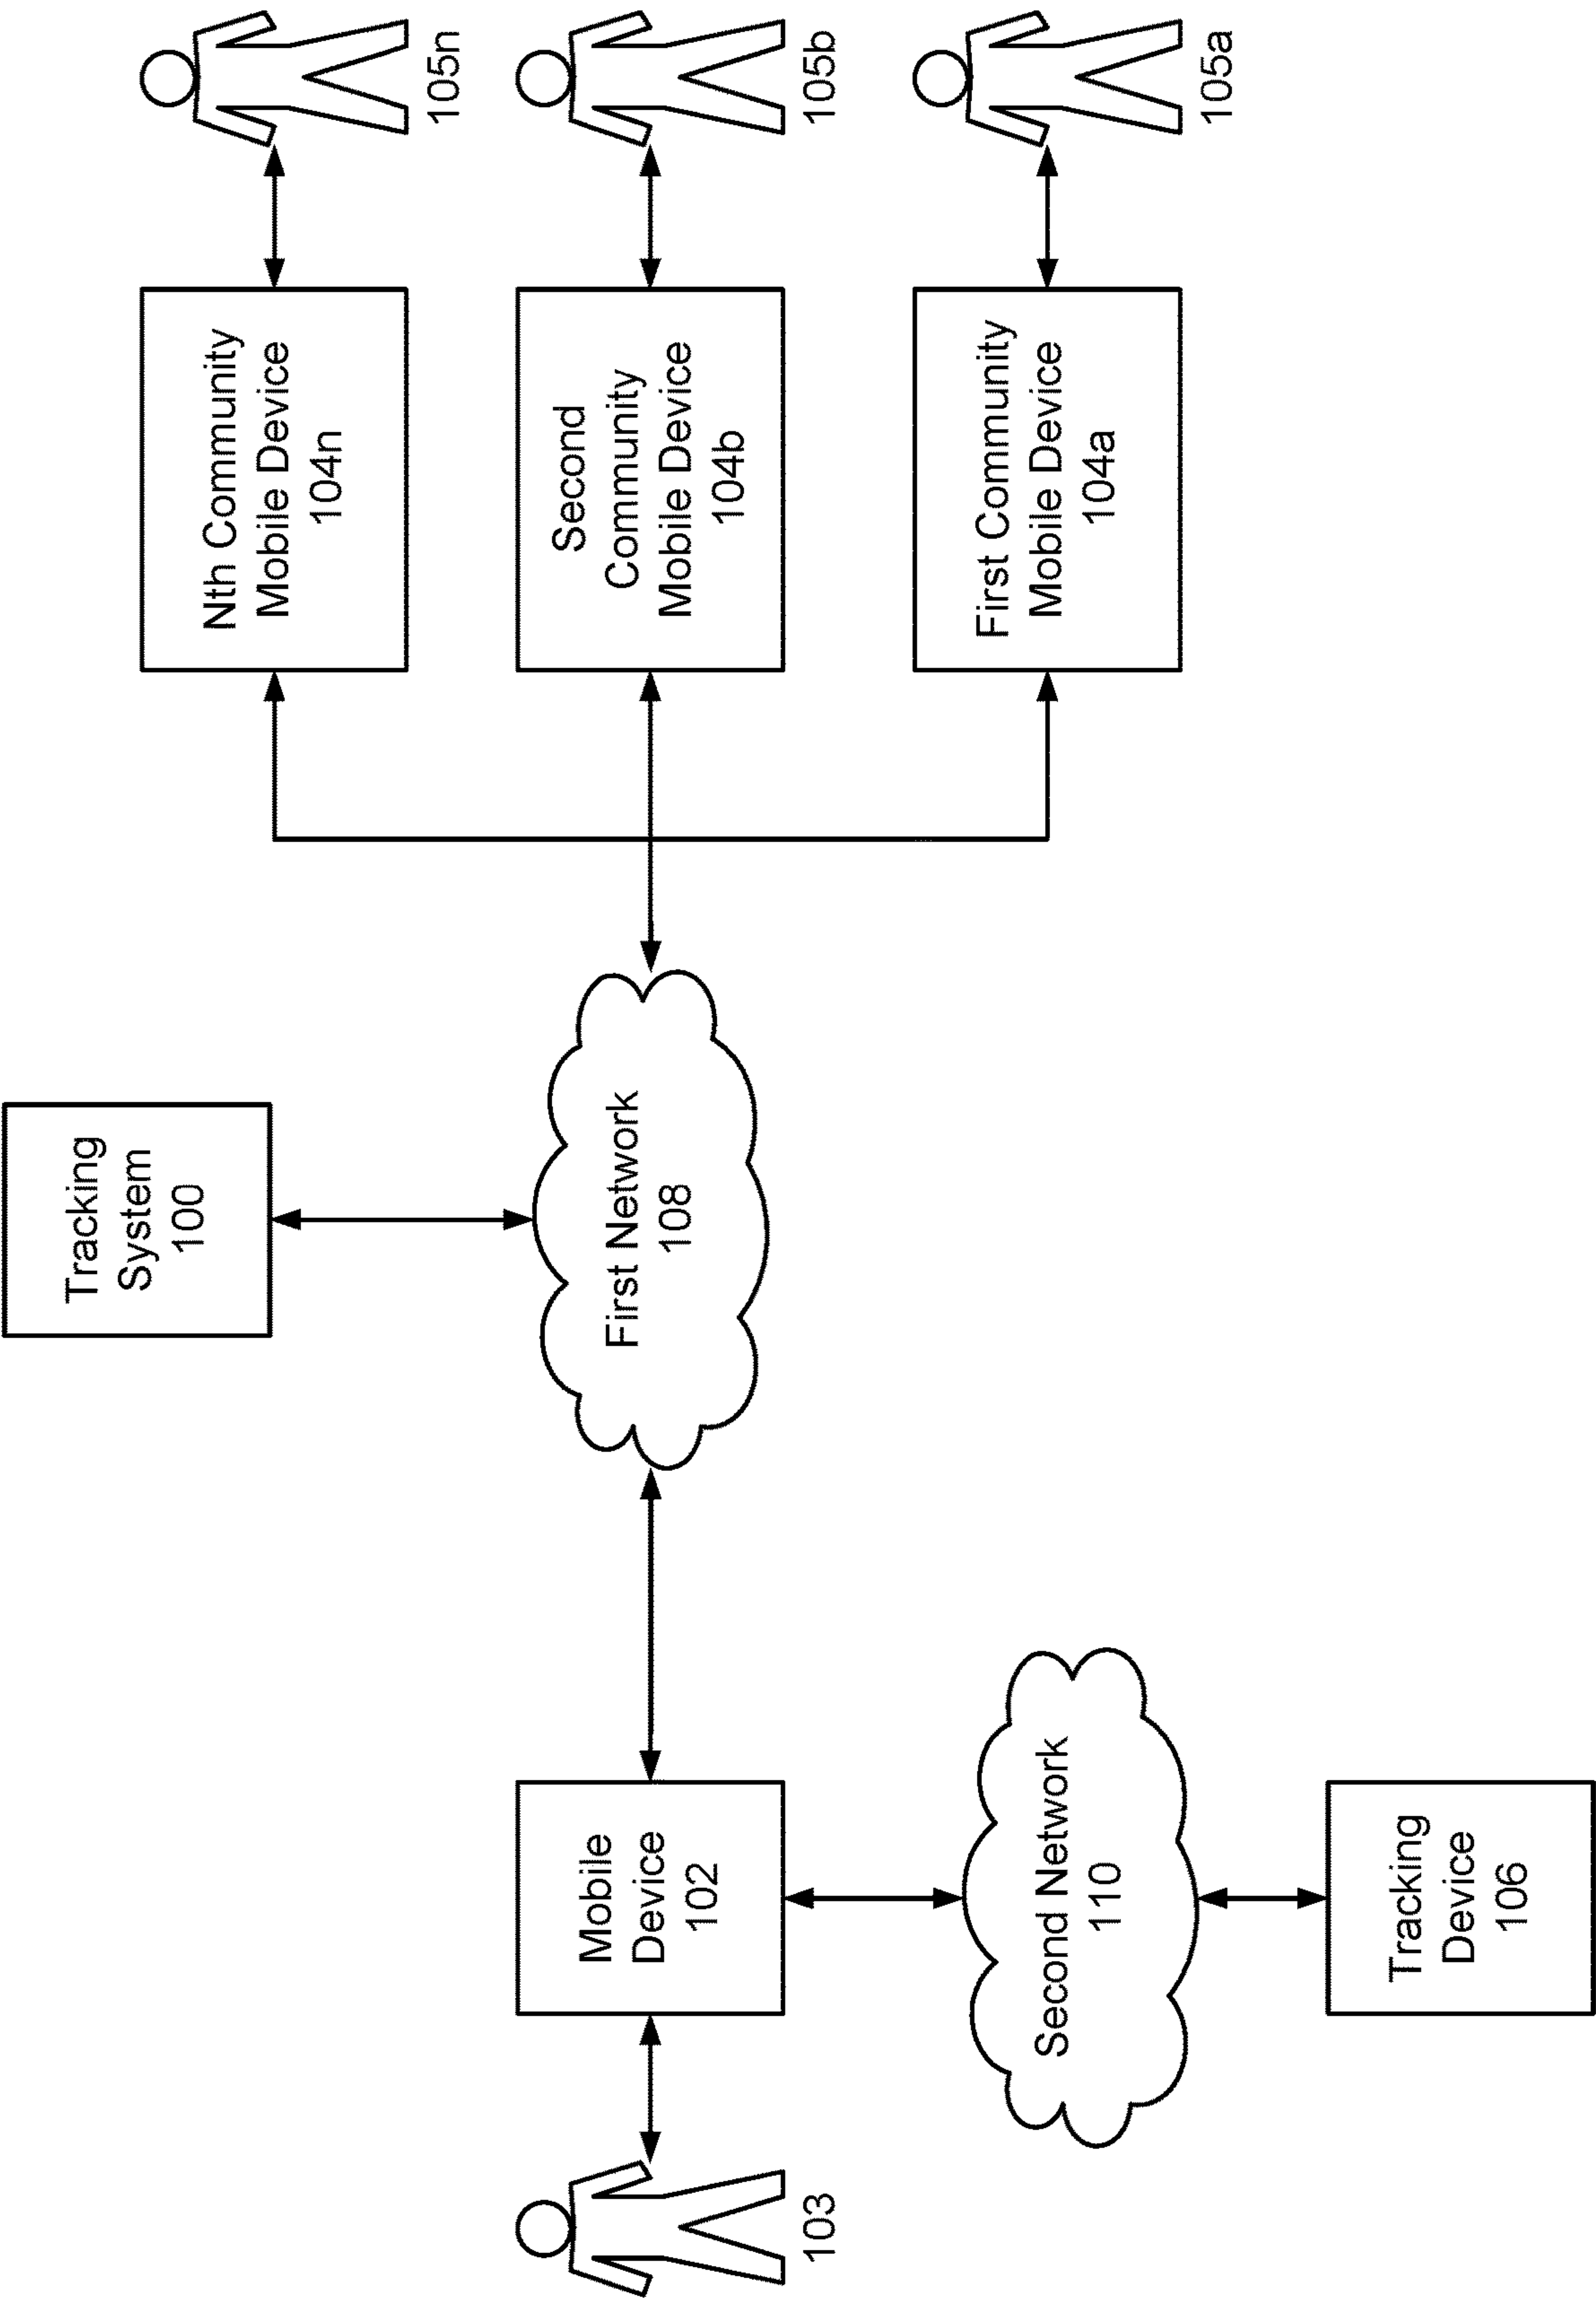 Tracking
System
100
Nth Community
Mobile Device
104n
105n
103
Mobile
Device
102
First Network
108
Second
Community
Mobile Device
104b
105b
Second Network
110
First Community
Mobile Device
104a
105a
Tracking
Device
106